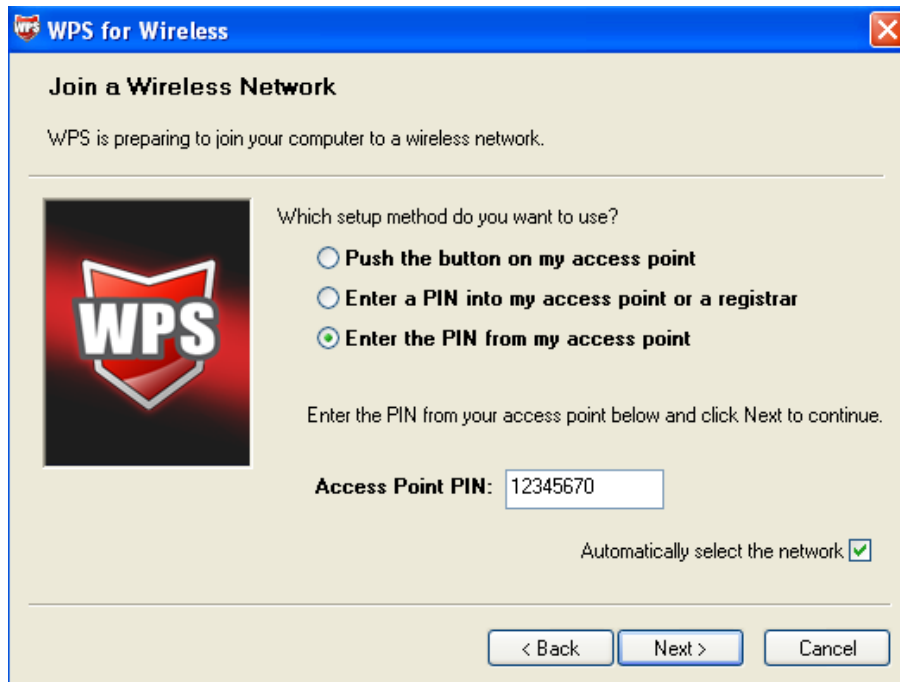 WPS WPS for Wireless
Join a Wireless Network
WPS is preparing to join your computer to a wireless network.
Which setup method do you want to use?
Push the button on my access point
Enter a PIN into my access point or a registrar
Enter the PIN from my access point
WPS
Enter the PIN from your access point below and click Next to continue.
Access Point PIN: 12345670
Automatically select the network
< Back Next > Cancel